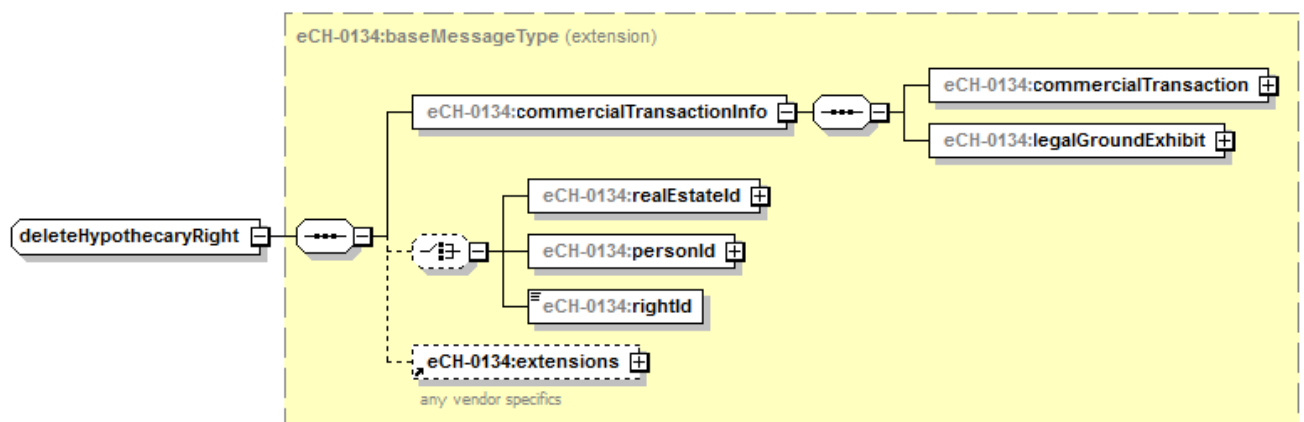 eCH-0134:baseMessageType (extension)
eCH-0134:commercialTransaction
eCH-0134:commercialTransactionInfo
eCH-0134:legalGroundExhibit
eCH-0134:realEstateId
deleteHypothecaryRight
eCH-0134:personId
eCH-0134:rightId
eCH-0134:extensions
any vendor specifics